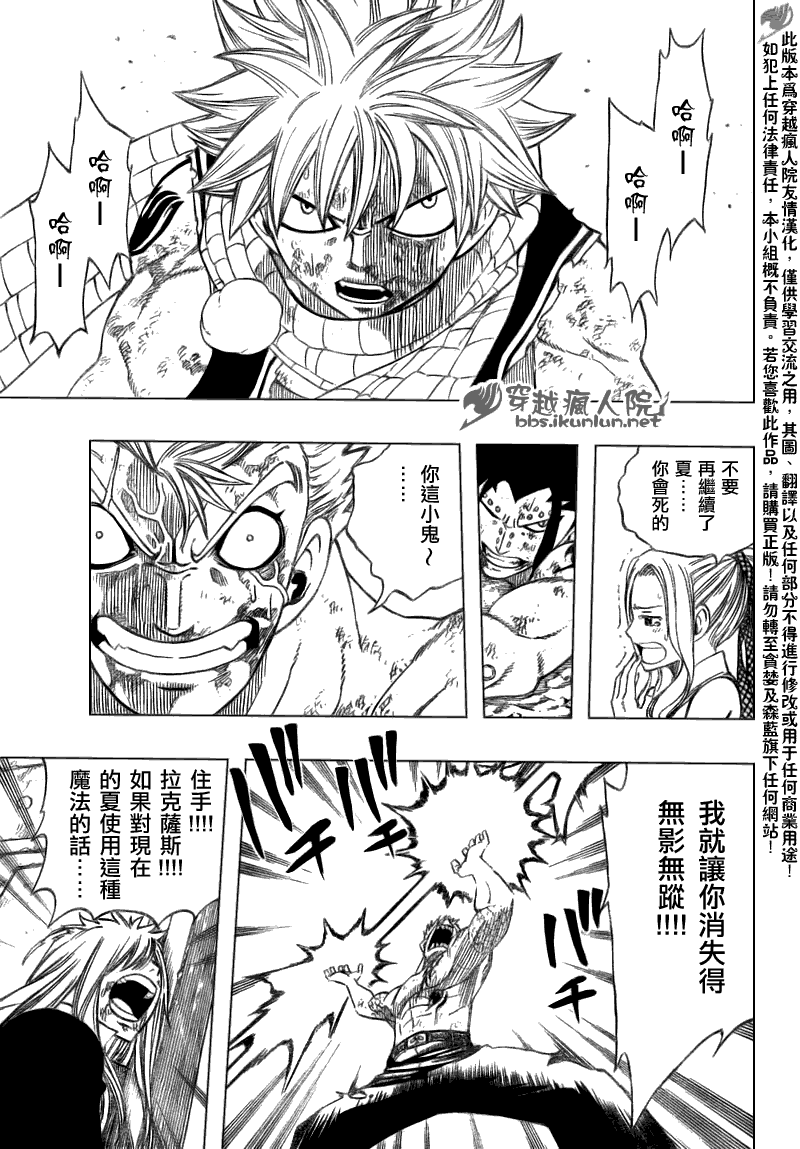 哈啊ー
哈啊ー
哈啊ー
哈啊ー
穿越瘋人院
bbs.ikunlun.net
不要
再繼續了
夏……
你會死的
你這小鬼~
……
我就讓你消失得
無影無蹤!!!!
バチ
バチ
バチ
住手!!!!
拉克薩斯!!!!
如果對現在
的夏使用這種
魔法的話……
此版本爲穿越瘋人院友情漢化，僅供學習交流之用，其圖、翻譯以及任何部分不得進行修改或用于任何商業用途！
如犯上任何法律責任，本小組概不負責。若您喜歡此作品，請購買正版！請勿轉至貪婪及森藍旗下任何網站！